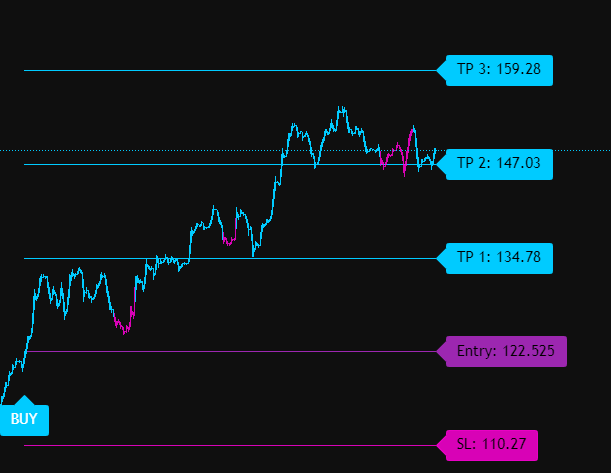 TP 3: 159.28
TP 2: 147.03
TP 1: 134.78
Entry: 122.525
BUY
SL: 110.27